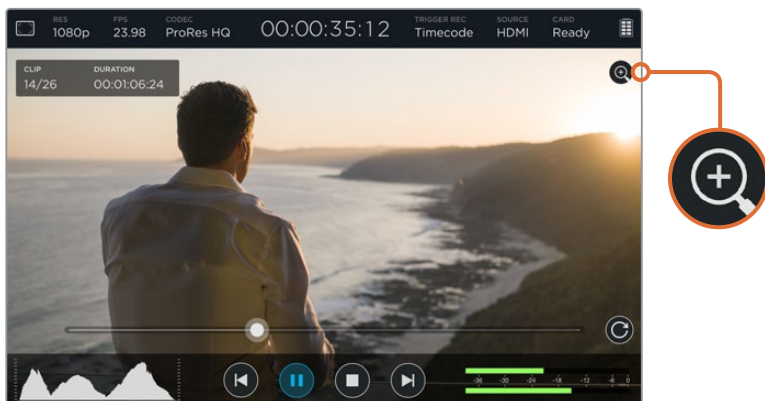 RES FPS CODEC TRIGGER REC SOURCE CARD
1080p 23.98 ProRes HQ 00:00:35:12 Timecode HDMI Ready
CLIP DURATION
14/26 00:01:06:24
-36 -30 -24 -18 -12 -6 0